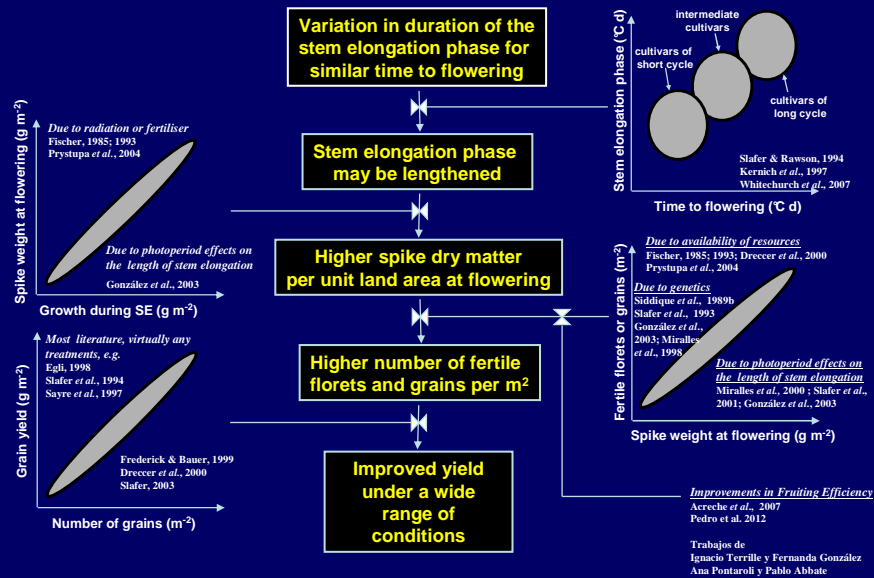 Variation in duration of the
stem elongation phase for
similar time to flowering
Stem elongation phase
may be lengthened
Higher spike dry matter
per unit land area at flowering
Higher number of fertile
florets and grains per m²
Improved yield
under a wide
range of
conditions
Spike weight at flowering (g m⁻²)
Due to radiation or fertiliser
Fischer, 1985; 1993
Prystupa et al., 2004
Due to photoperiod effects on
the length of stem elongation
González et al., 2003
Growth during SE (g m⁻²)
Grain yield (g m⁻²)
Most literature, virtually any
treatments, e.g.
Egli, 1998
Slafer et al., 1994
Sayre et al., 1997
Frederick & Bauer, 1999
Dreccer et al., 2000
Slafer, 2003
Number of grains (m⁻²)
Stem elongation phase (°C d)
intermediate
cultivars
cultivars of
short cycle
cultivars of
long cycle
Slafer & Rawson, 1994
Kernich et al., 1997
Whitechurch et al., 2007
Time to flowering (°C d)
Fertile florets or grains (m⁻²)
Due to availability of resources
Fischer, 1985; 1993; Dreccer et al., 2000
Prystupa et al., 2004
Due to genetics
Siddique et al., 1989b
Slafer et al., 1993
González et al.,
2003; Miralles
et al., 1998
Due to photoperiod effects on
the length of stem elongation
Miralles et al., 2000 ; Slafer et al.,
2001; González et al., 2003
Spike weight at flowering (g m⁻²)
Improvements in Fruiting Efficiency
Acreche et al., 2007
Pedro et al. 2012
Trabajos de
Ignacio Terrille y Fernanda González
Ana Pontaroli y Pablo Abbate